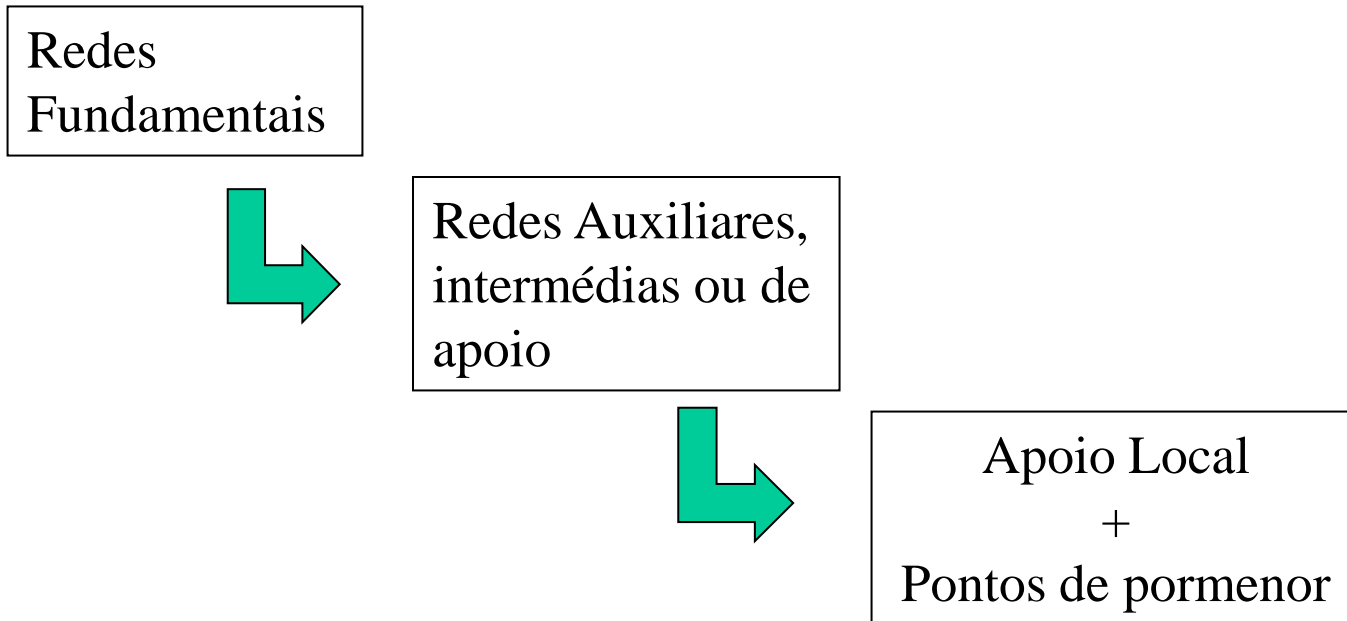 Redes
Fundamentais
Redes Auxiliares,
intermédias ou de
apoio
Apoio Local
+
Pontos de pormenor